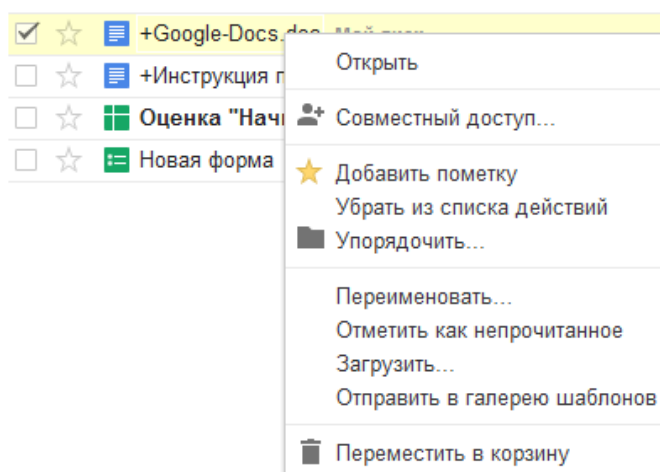 +Google-Docs.doc
+Инструкция п
Оценка "Начи
Новая форма
Открыть
Совместный доступ...
Добавить пометку
Убрать из списка действий
Упорядочить...
Переименовать...
Отметить как непрочитанное
Загрузить...
Отправить в галерею шаблонов
Переместить в корзину